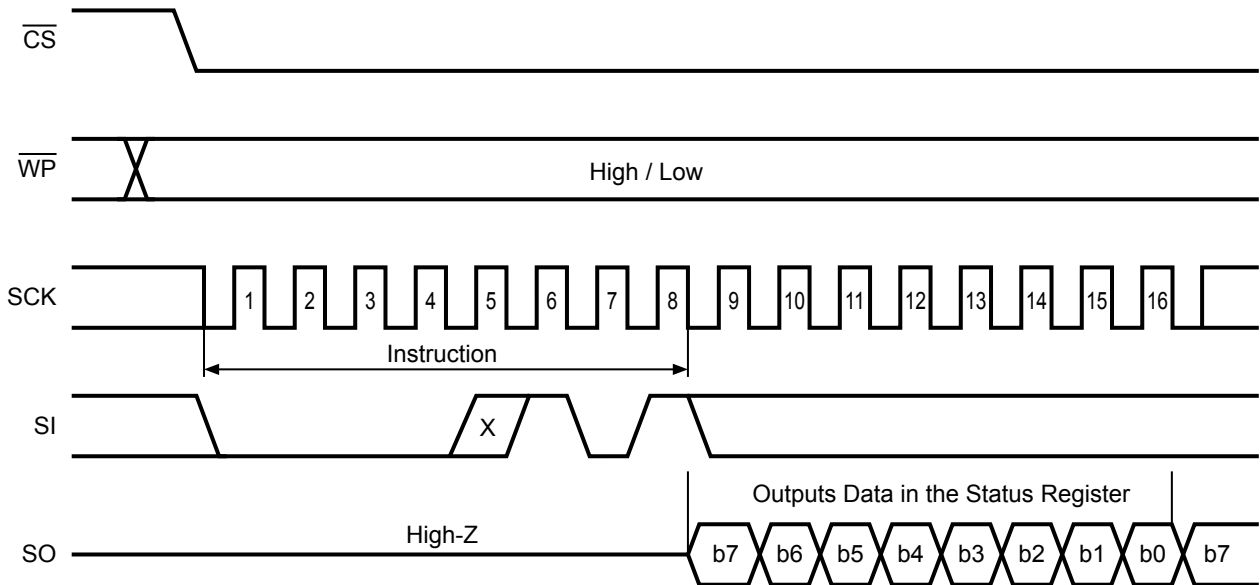 CS
WP
High / Low
SCK
1 2 3 4 5 6 7 8 9 10 11 12 13 14 15 16
Instruction
SI
X
Outputs Data in the Status Register
High-Z
SO
b7 b6 b5 b4 b3 b2 b1 b0 b7